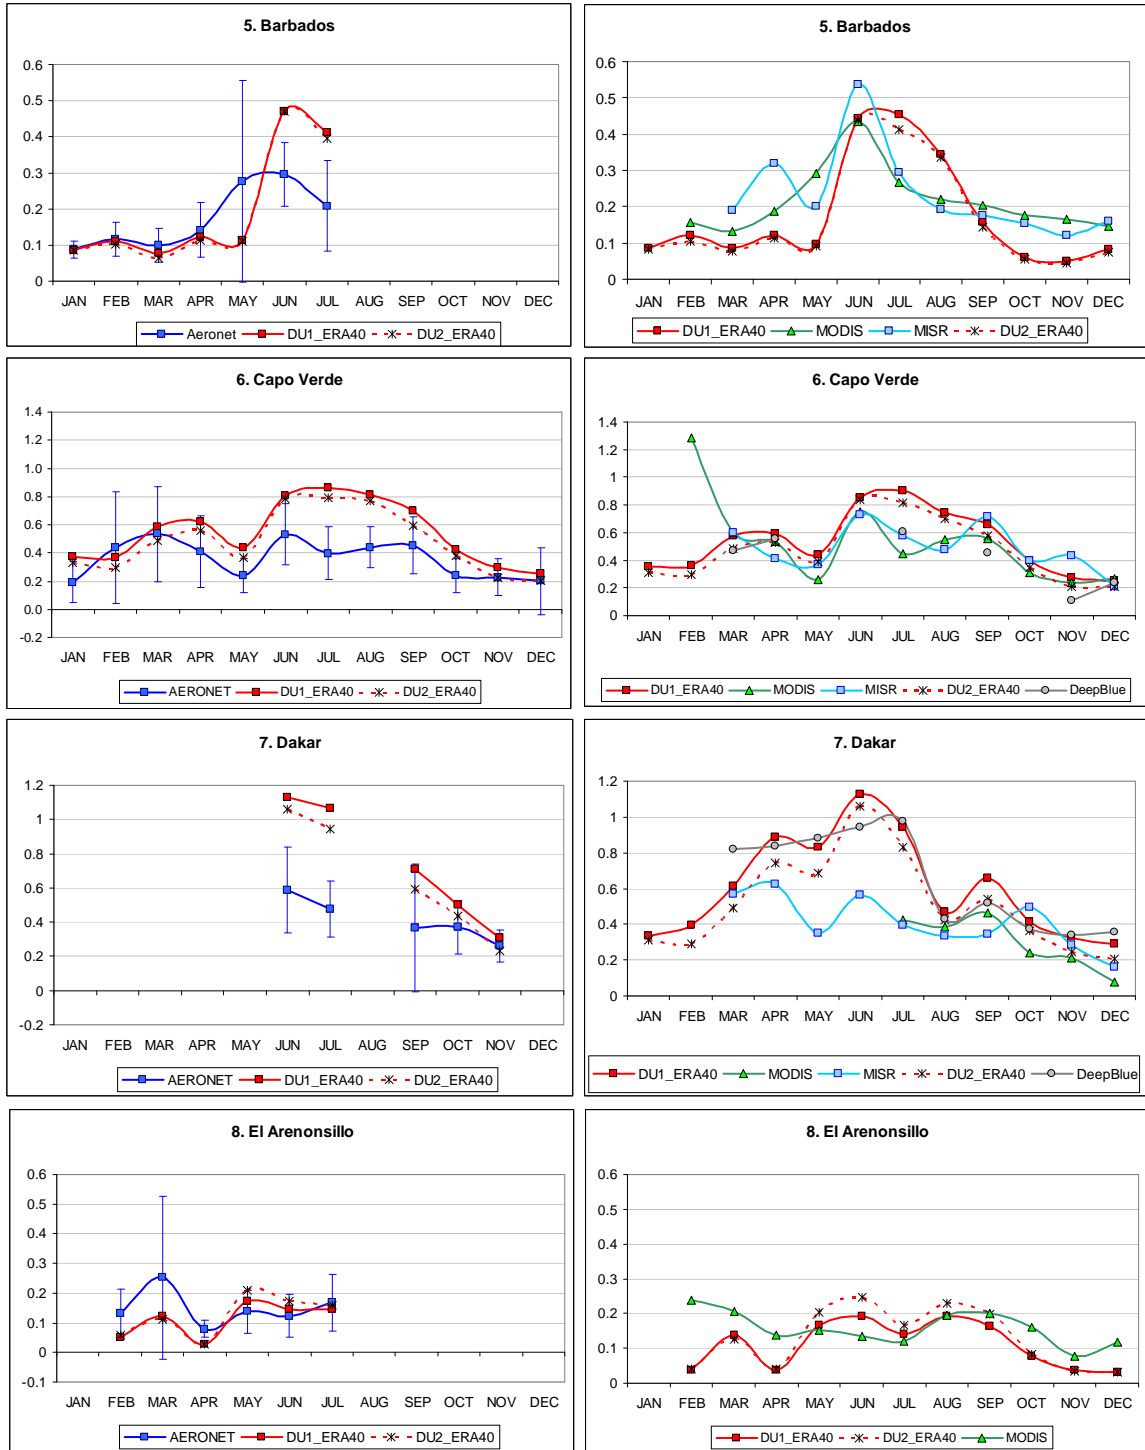 5. Barbados
0.6
0.5
0.4
0.3
0.2
0.1
0
JAN FEB MAR APR MAY JUN JUL AUG SEP OCT NOV DEC
Aeronet DU1_ERA40 DU2_ERA40
5. Barbados
0.6
0.5
0.4
0.3
0.2
0.1
0
JAN FEB MAR APR MAY JUN JUL AUG SEP OCT NOV DEC
DU1_ERA40 MODIS MISR DU2_ERA40
6. Capo Verde
1.4
1.2
1.0
0.8
0.6
0.4
0.2
0.0
-0.2
JAN FEB MAR APR MAY JUN JUL AUG SEP OCT NOV DEC
AERONET DU1_ERA40 DU2_ERA40
6. Capo Verde
1.4
1.2
1
0.8
0.6
0.4
0.2
0
JAN FEB MAR APR MAY JUN JUL AUG SEP OCT NOV DEC
DU1_ERA40 MODIS MISR DU2_ERA40 DeepBlue
7. Dakar
1.2
1
0.8
0.6
0.4
0.2
0
-0.2
JAN FEB MAR APR MAY JUN JUL AUG SEP OCT NOV DEC
AERONET DU1_ERA40 DU2_ERA40
7. Dakar
1.2
1
0.8
0.6
0.4
0.2
0
JAN FEB MAR APR MAY JUN JUL AUG SEP OCT NOV DEC
DU1_ERA40 MODIS MISR DU2_ERA40 DeepBlue
8. El Arenonsillo
0.6
0.5
0.4
0.3
0.2
0.1
0
-0.1
JAN FEB MAR APR MAY JUN JUL AUG SEP OCT NOV DEC
AERONET DU1_ERA40 DU2_ERA40
8. El Arenonsillo
0.6
0.5
0.4
0.3
0.2
0.1
0
JAN FEB MAR APR MAY JUN JUL AUG SEP OCT NOV DEC
DU1_ERA40 DU2_ERA40 MODIS